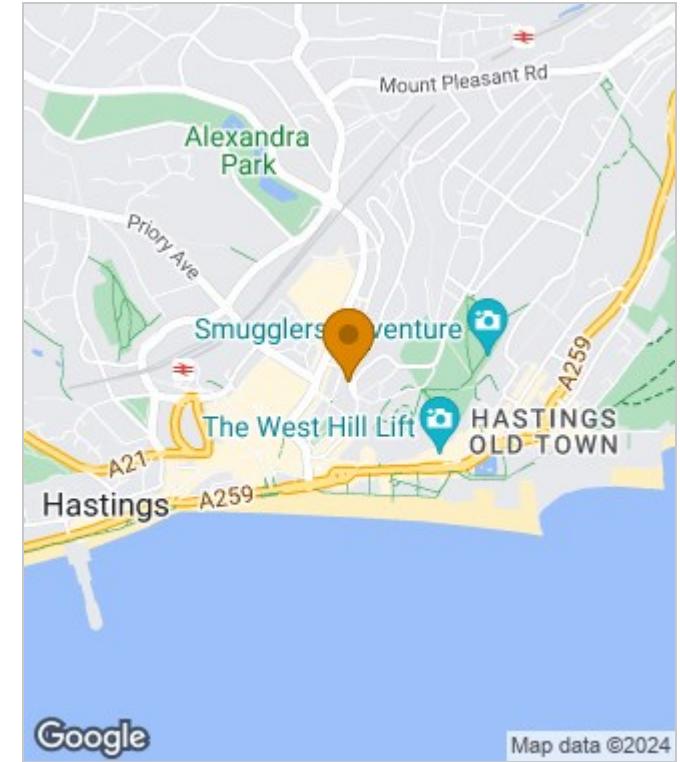 Mount Pleasant Rd
Alexandra
Park
Priory Ave
Smugglers
venture
The West Hill Lift
HASTINGS
OLD TOWN
A259
A21
A259
Hastings
Google
Map data ©2024